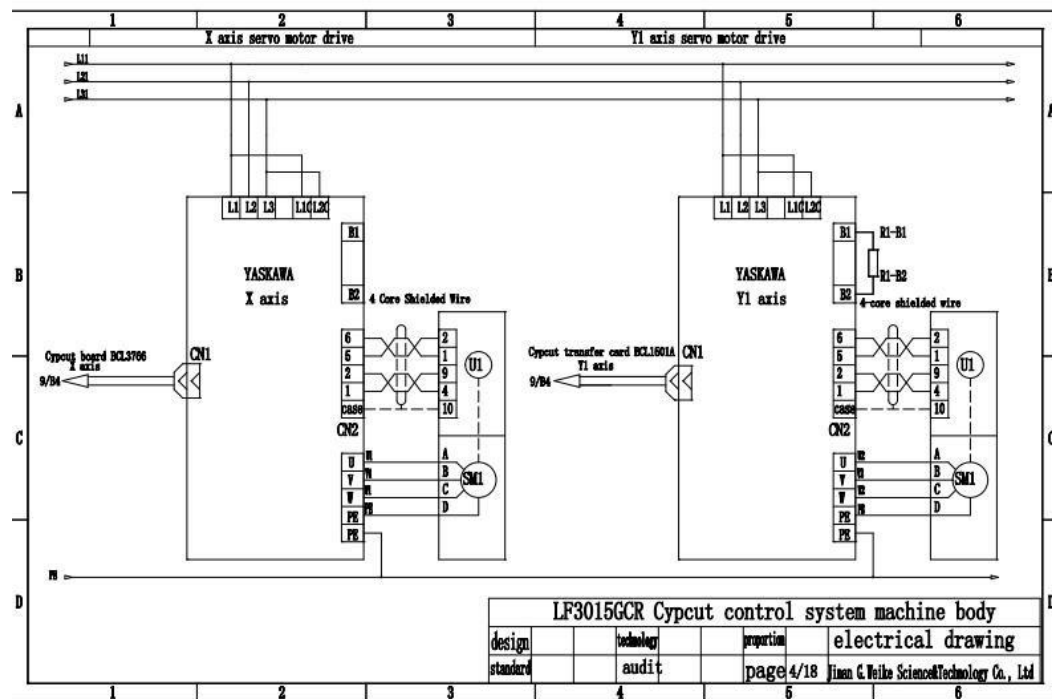 1 2 3 4 5 6
X axis servo motor drive Y1 axis servo motor drive
L11
L21
L31
A A
L1 L2 L3 L1C L2C L1 L2 L3 L1C L2C
B1 B1 R1-B1
B YASKAWA YASKAWA B
X axis Y1 axis R1-B2
B2 B2
4 Core Shielded Wire 4-core shielded wire
6 2 6 2
5 1 5 1
2 9 2 9
1 4 1 4
case 10 case 10
Cypcut board BCL3766 CN1 U1 Cypcut transfer card BCL1501A CN1 U1
X axis Y1 axis
9/B4 9/B4
CN2 CN2
C C
U A U A
V B V B
W C W C
PE D PE D
PE PE
SM1 SM1
PE
D D
LF3015GCR Cypcut control system machine body
design technology proportion electrical drawing
standard audit page 4/18 Jinan G.Weike Science&Technology Co., Ltd
1 2 3 4 5 6